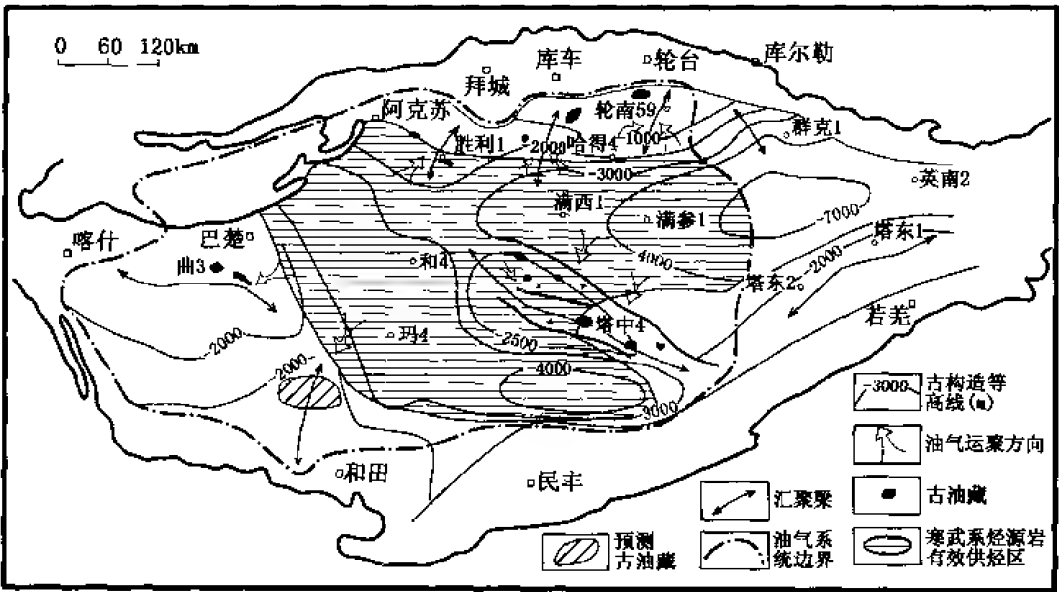 0 60 120km
库尔勒
轮台
库车
拜城
阿克苏
轮南59
胜利1
-2000
哈得4
-1000
群克1
-3000
英南2
满西1
满参1
-7000
喀什
巴楚
塔东1
曲3
和4
4000
-2000
塔东2
若羌
塔中4
玛4
2500
-2000
-2000
4000
3000
和田
民丰
-3000
古构造等
高线(m)
油气运聚方向
汇聚梁
古油藏
预测
古油藏
油气系
统边界
寒武系烃源岩
有效供烃区